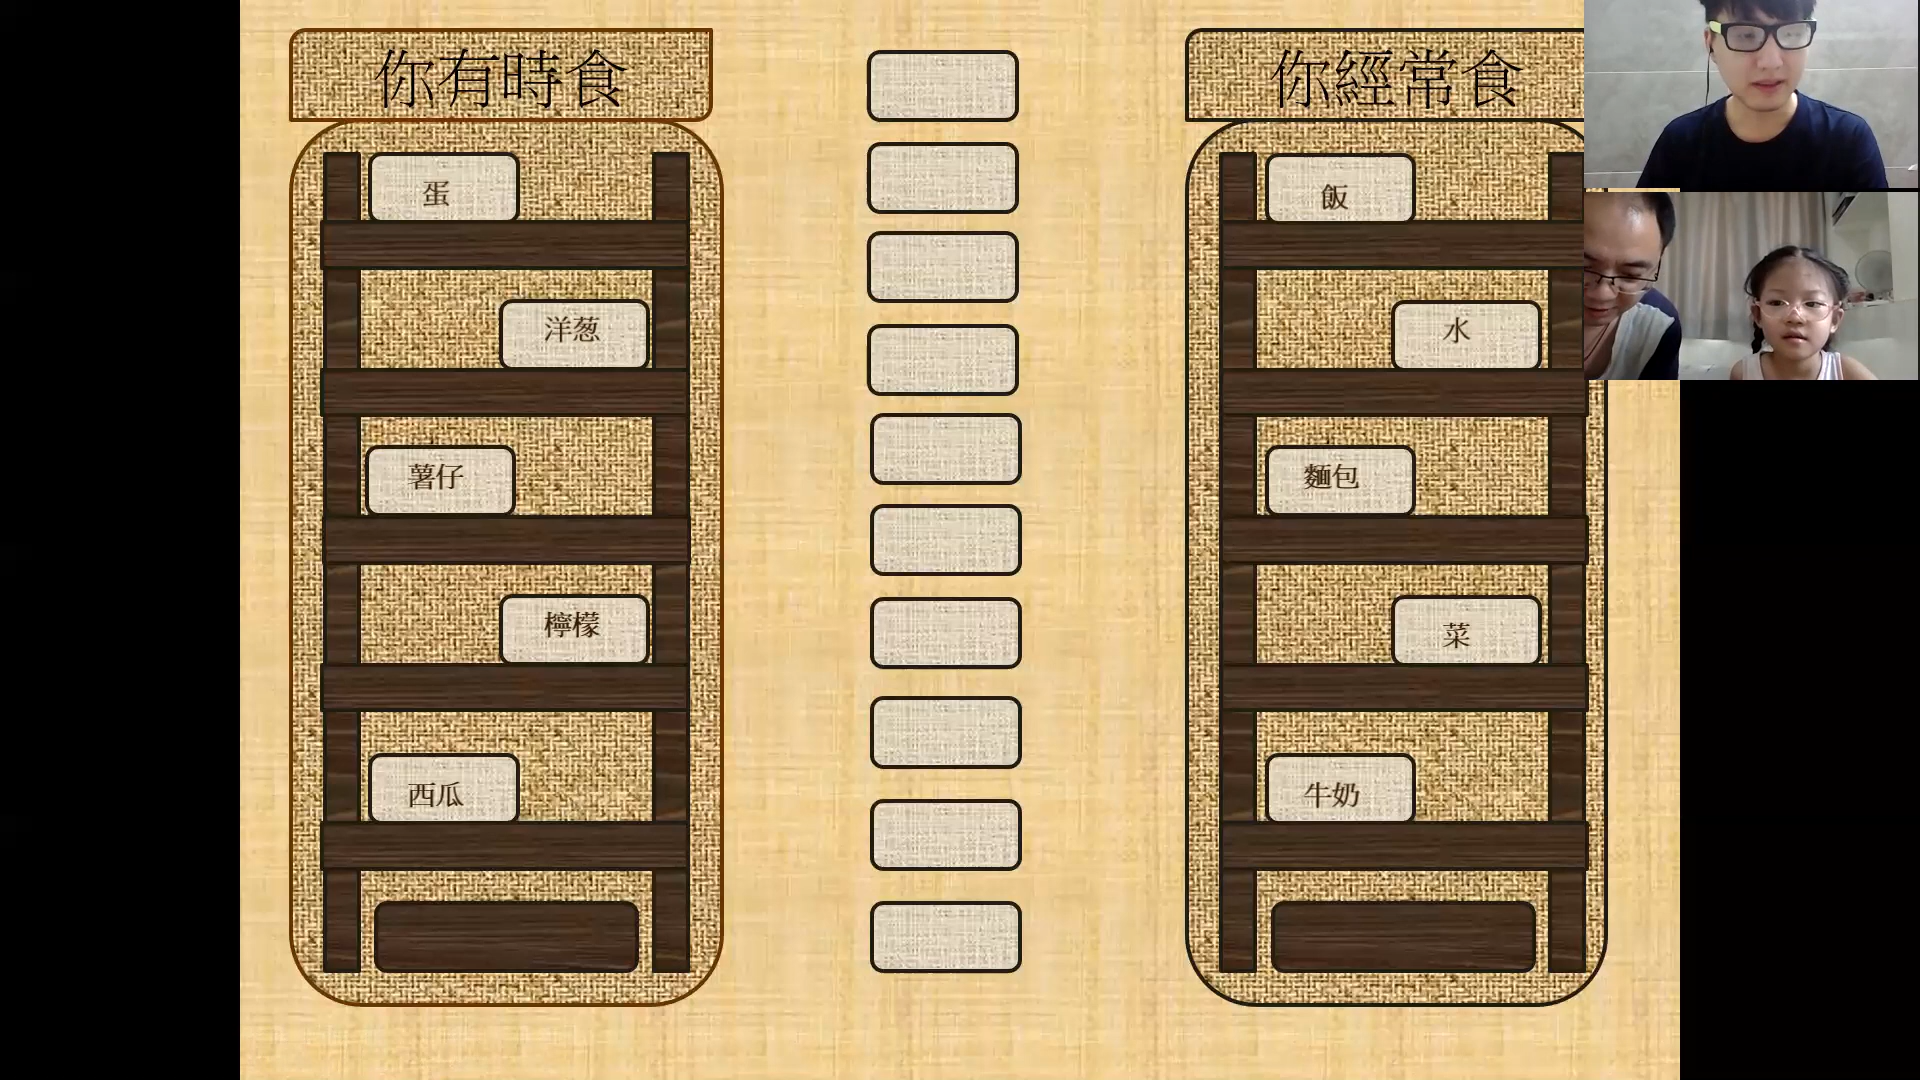 你有時食
蛋
洋葱
薯仔
檸檬
西瓜
你經常食
飯
水
麵包
菜
牛奶